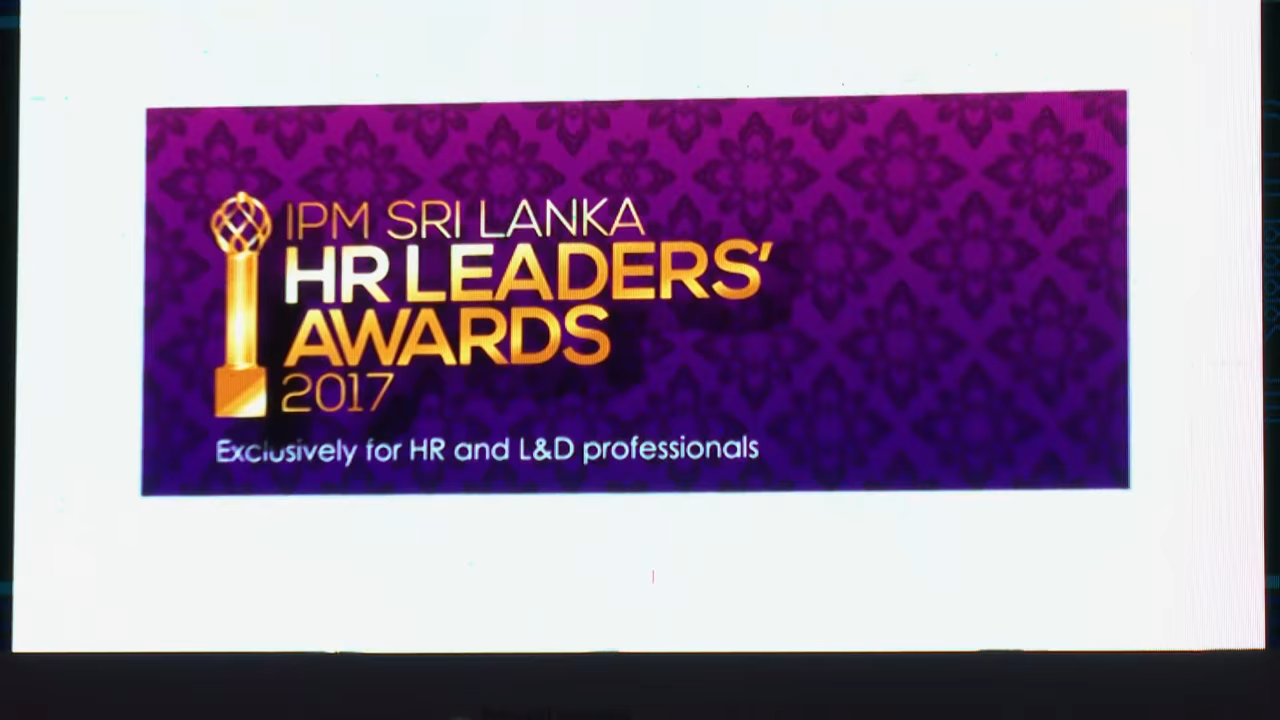 IPM SRI LANKA
HR LEADERS'
AWARDS
2017
Exclusively for HR and L&D professionals